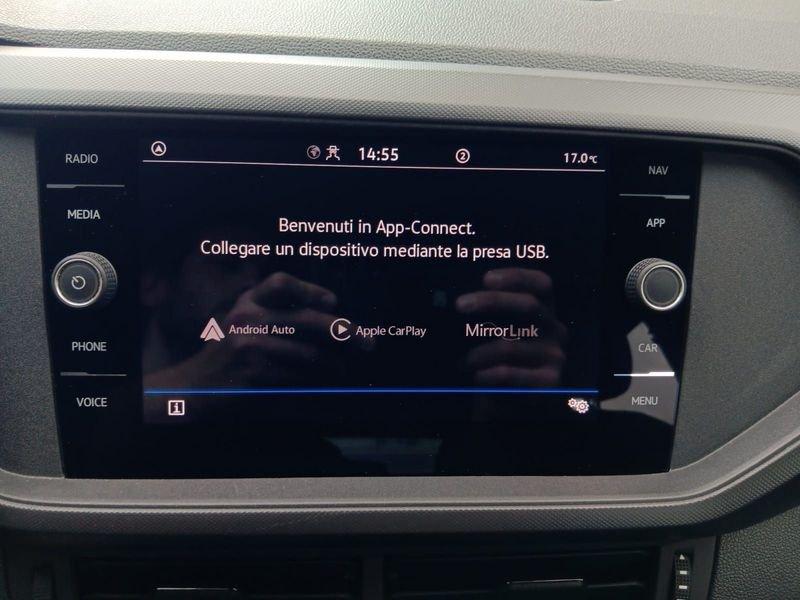 RADIO
MEDIA
PHONE
VOICE
14:55
2
17.0°C
Benvenuti in App-Connect.
Collegare un dispositivo mediante la presa USB.
Android Auto
Apple CarPlay
MirrorLink
i
NAV
APP
CAR
MENU